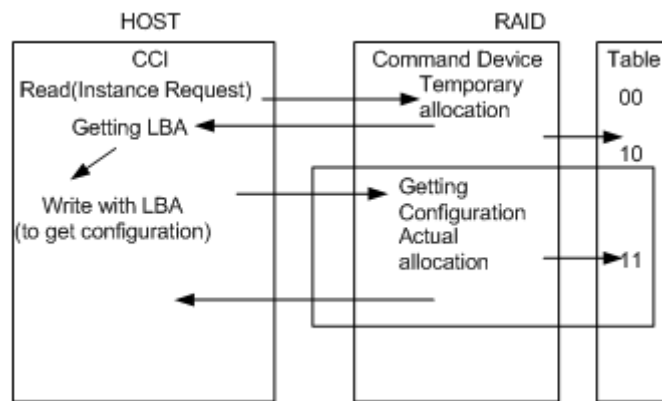 HOST
RAID
CCI
Read(Instance Request)
Getting LBA
Write with LBA
(to get configuration)
Command Device
Temporary
allocation
Getting
Configuration
Actual
allocation
Table
00
10
11